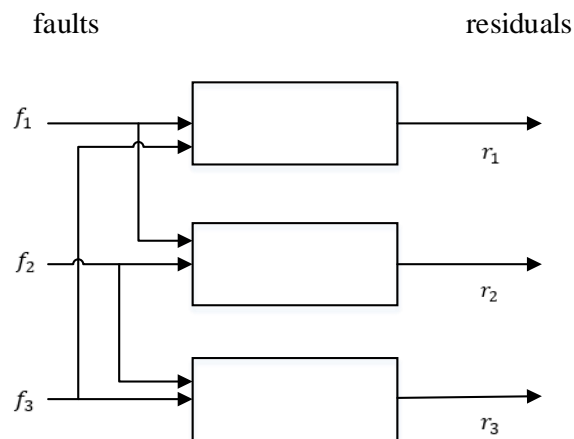 faults residuals
f₁
r₁
f₂
r₂
f₃
r₃